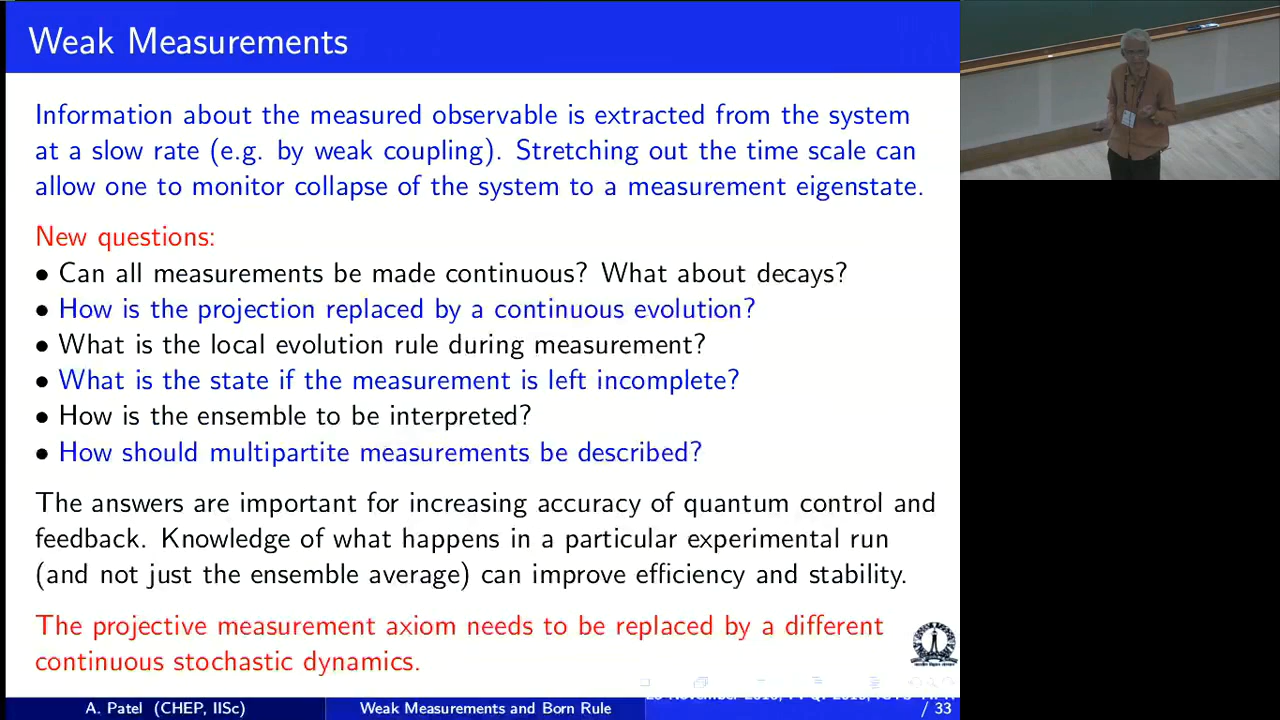 Weak Measurements
Information about the measured observable is extracted from the system
at a slow rate (e.g. by weak coupling). Stretching out the time scale can
allow one to monitor collapse of the system to a measurement eigenstate.
New questions:
• Can all measurements be made continuous? What about decays?
• How is the projection replaced by a continuous evolution?
• What is the local evolution rule during measurement?
• What is the state if the measurement is left incomplete?
• How is the ensemble to be interpreted?
• How should multipartite measurements be described?
The answers are important for increasing accuracy of quantum control and
feedback. Knowledge of what happens in a particular experimental run
(and not just the ensemble average) can improve efficiency and stability.
The projective measurement axiom needs to be replaced by a different
continuous stochastic dynamics.
A. Patel (CHEP, IISc)
Weak Measurements and Born Rule
/ 33